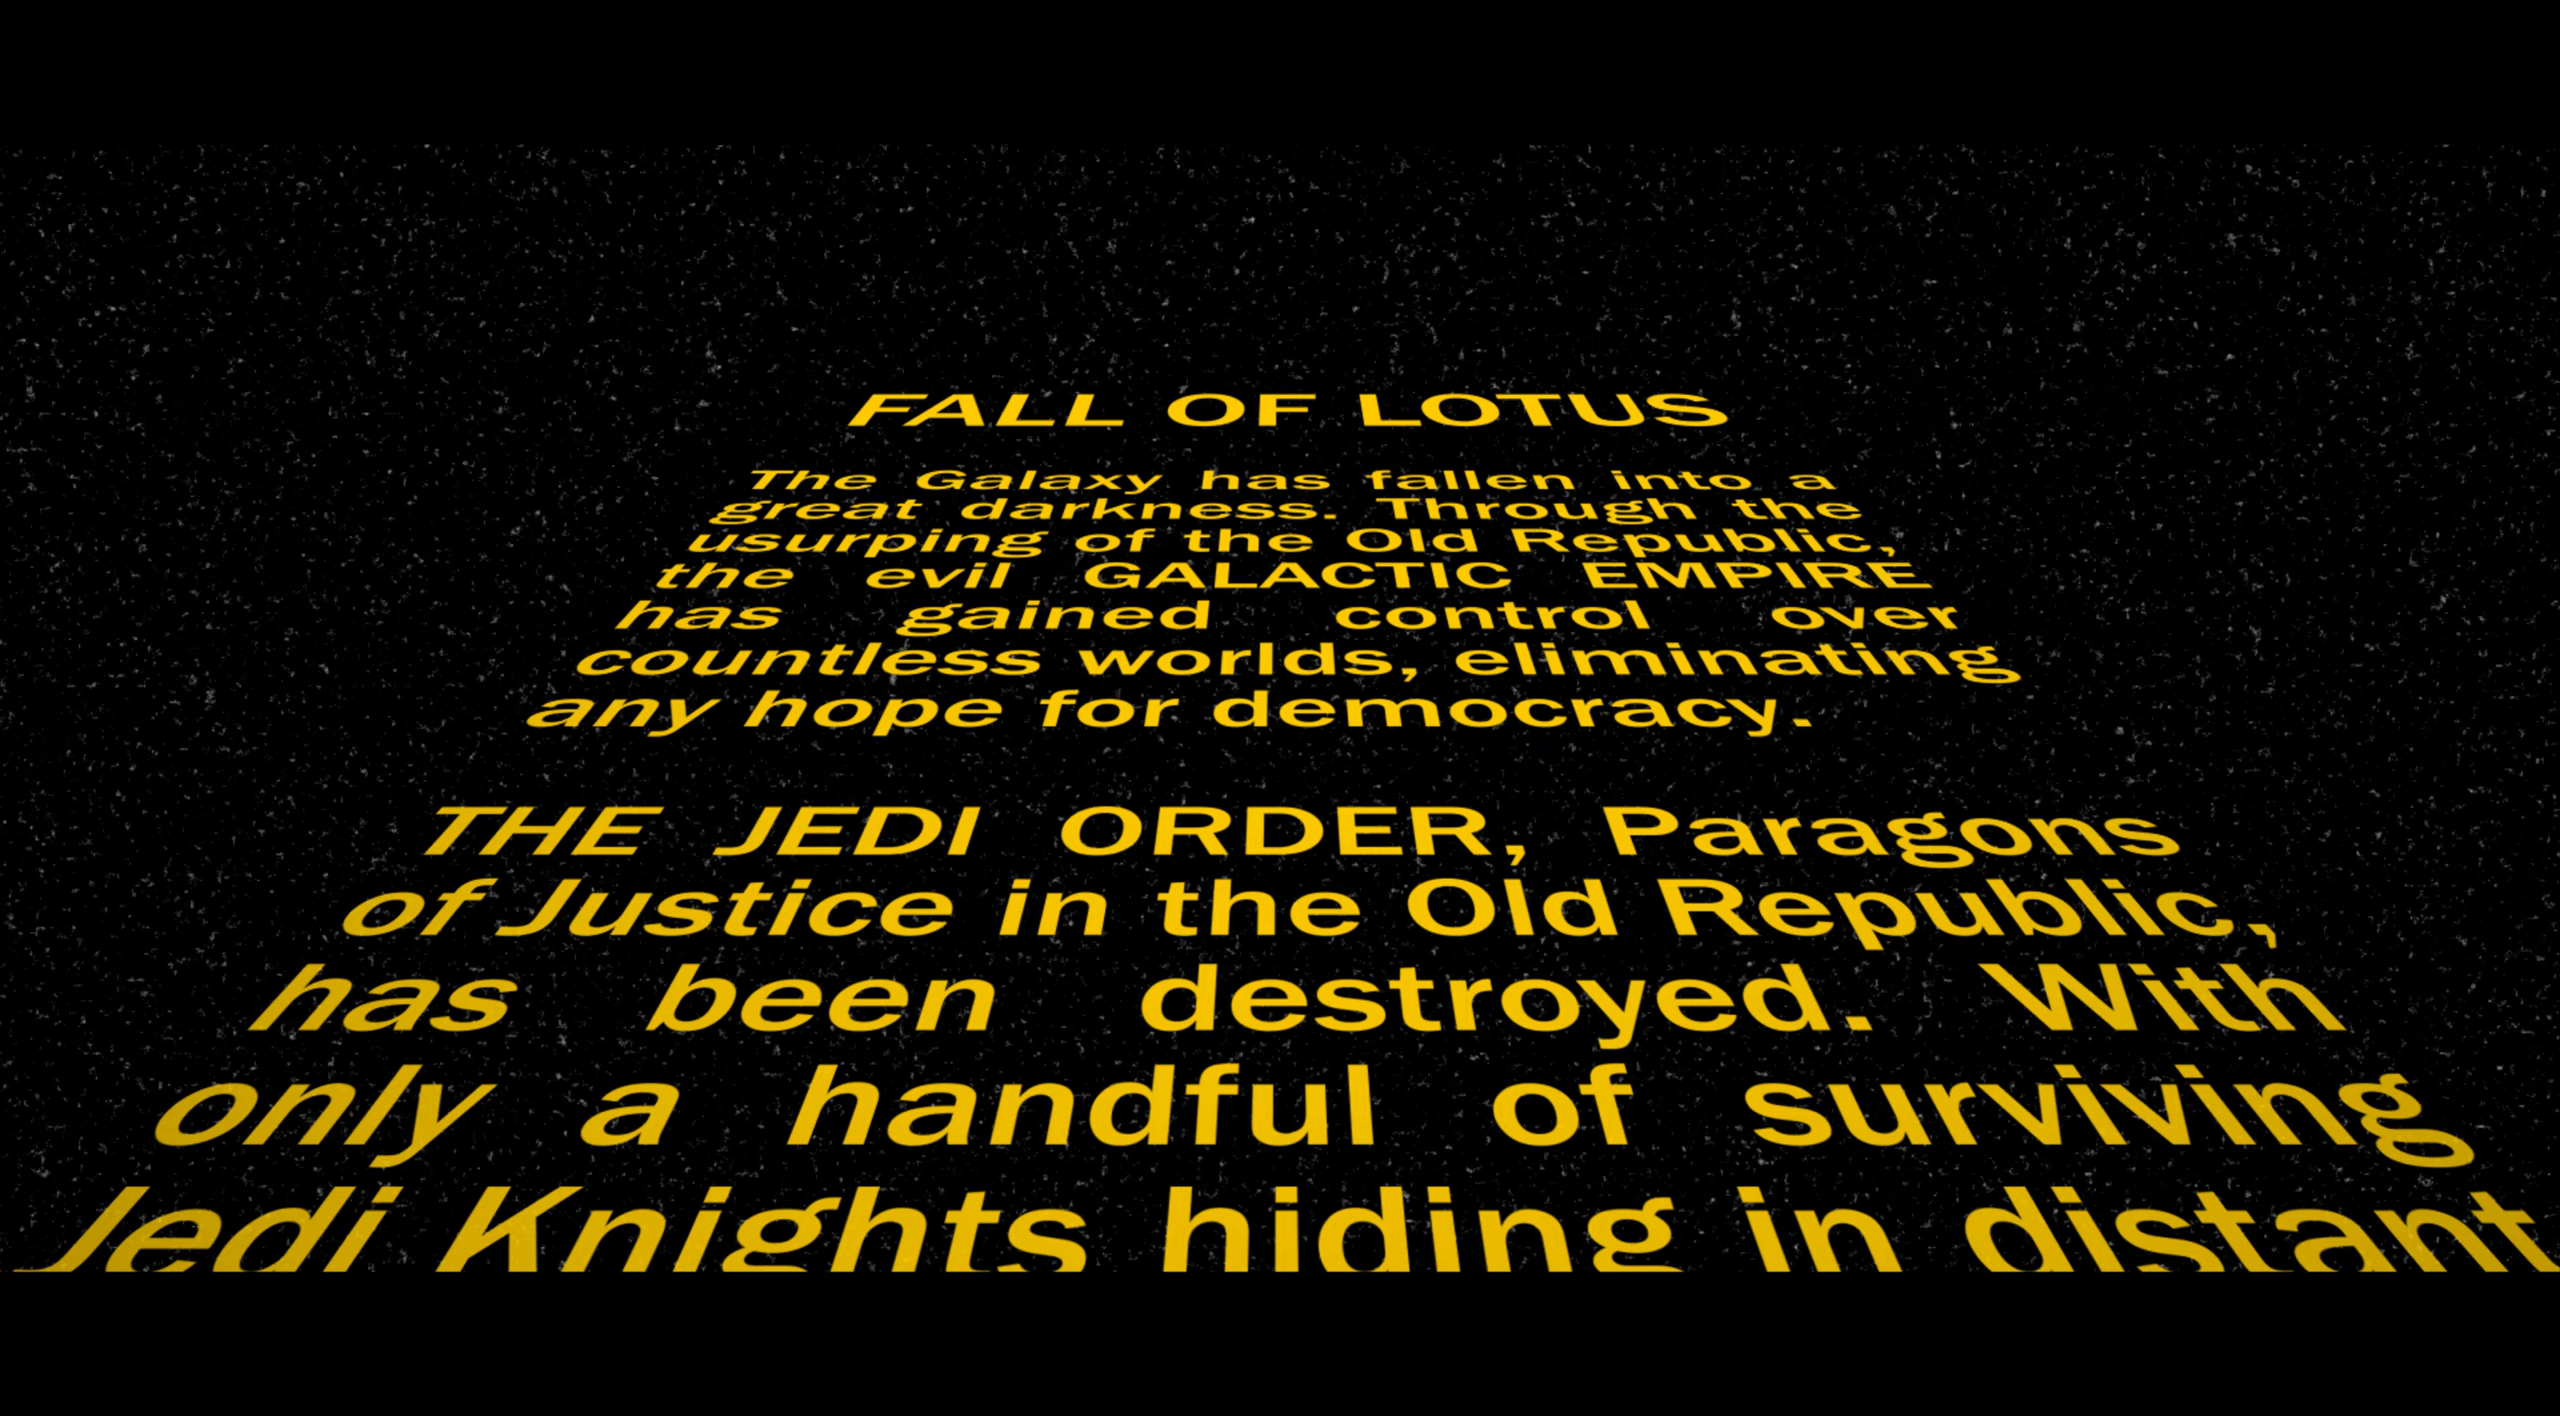 FALL OF LOTUS
The Galaxy has fallen into a
great darkness. Through the
usurping of the Old Republic,
the evil GALACTIC EMPIRE
has gained control over
countless worlds, eliminating
any hope for democracy.
THE JEDI ORDER, Paragons
of Justice in the Old Republic,
has been destroyed. With
only a handful of surviving
Jedi Knights hiding in distant